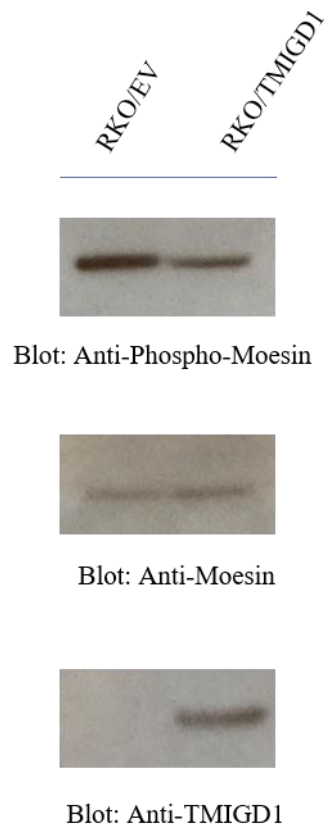 RKO/EV
RKO/TMIGD1
Blot: Anti-Phospho-Moesin
Blot: Anti-Moesin
Blot: Anti-TMIGD1